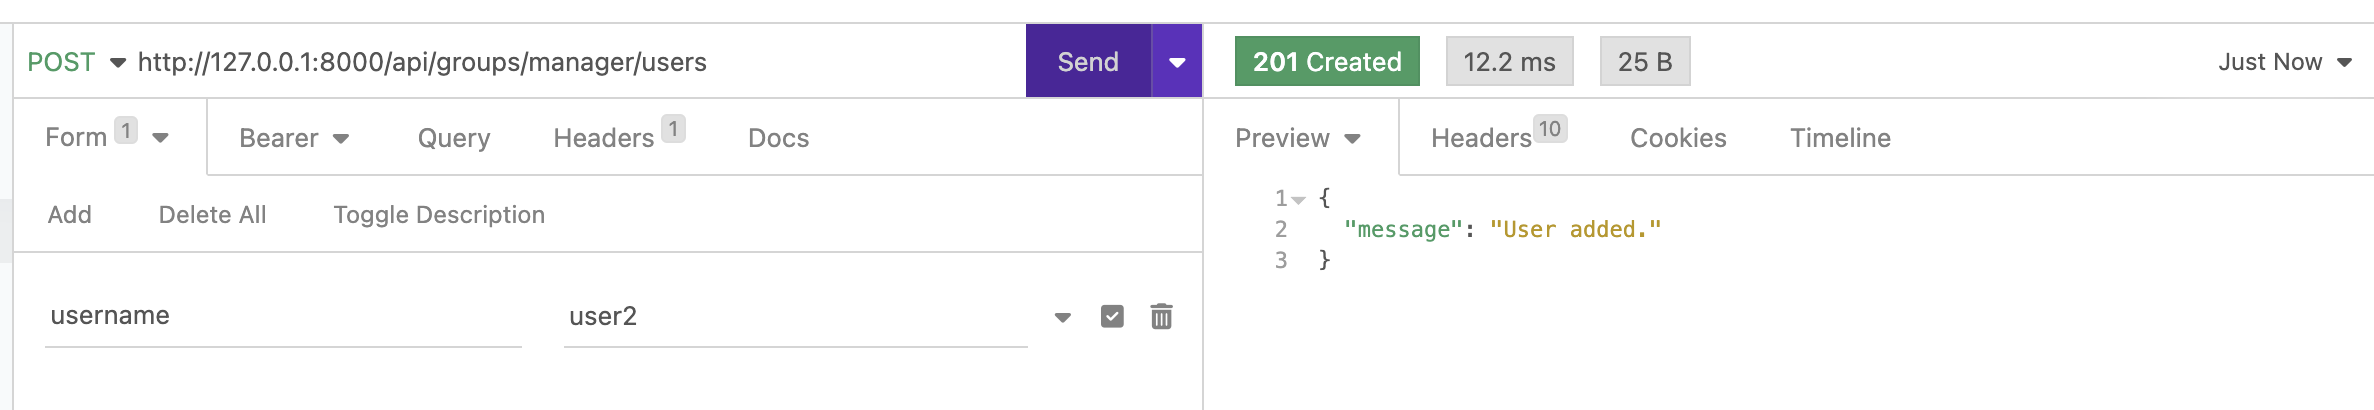 POST http://127.0.0.1:8000/api/groups/manager/users Send 201 Created 12.2 ms 25 B Just Now
Form 1 Bearer Query Headers 1 Docs
Add Delete All Toggle Description
username user2
Preview Headers 10 Cookies Timeline
1 {
2 "message": "User added."
3 }